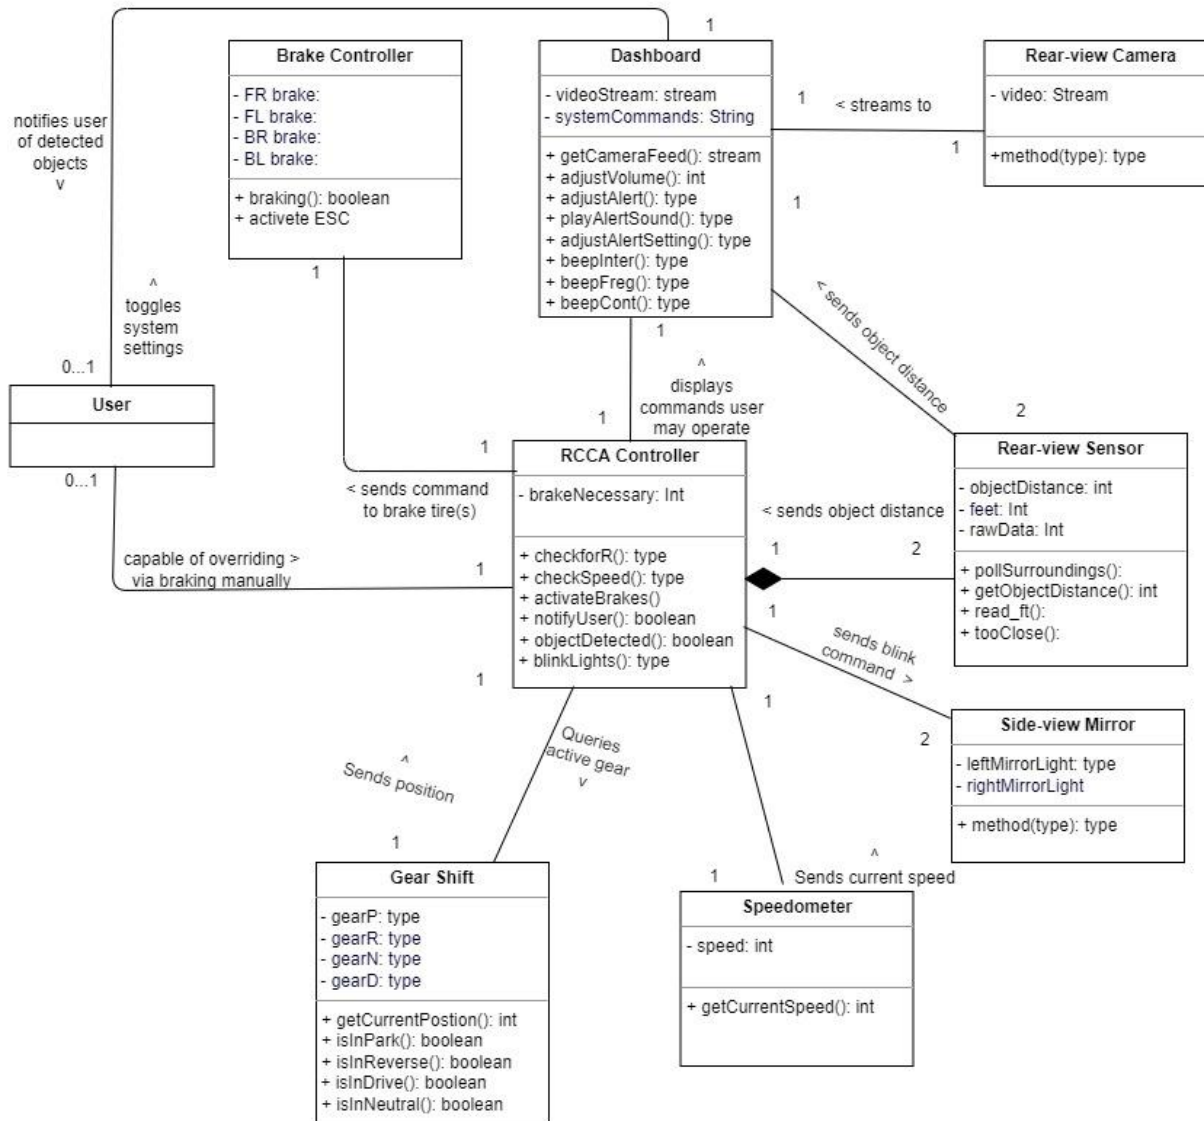 1
Brake Controller
- FR brake:
- FL brake:
- BR brake:
- BL brake:
+ braking(): boolean
+ activete ESC
Dashboard
- videoStream: stream
- systemCommands: String
+ getCameraFeed(): stream
+ adjustVolume(): int
+ adjustAlert(): type
+ playAlertSound(): type
+ adjustAlertSetting(): type
+ beepInter(): type
+ beepFreg(): type
+ beepCont(): type
Rear-view Camera
- video: Stream
+method(type): type
1
< streams to
1
notifies user
of detected
objects
v
^
toggles
system
settings
0...1
1
1
< sends object distance
2
1
^
displays
commands user
may operate
1
User
0...1
1
< sends command
to brake tire(s)
capable of overriding >
via braking manually
1
RCCA Controller
- brakeNecessary: Int
+ checkforR(): type
+ checkSpeed(): type
+ activateBrakes()
+ notifyUser(): boolean
+ objectDetected(): boolean
+ blinkLights(): type
< sends object distance
1
2
Rear-view Sensor
- objectDistance: int
- feet: Int
- rawData: Int
+ pollSurroundings():
+ getObjectDistance(): int
+ read_ft():
+ tooClose():
1
sends blink
command >
2
Side-view Mirror
- leftMirrorLight: type
- rightMirrorLight
+ method(type): type
1
^
Sends position
Queries
active gear
v
1
1
^
Sends current speed
1
Gear Shift
- gearP: type
- gearR: type
- gearN: type
- gearD: type
+ getCurrentPostion(): int
+ isInPark(): boolean
+ isInReverse(): boolean
+ isInDrive(): boolean
+ isInNeutral(): boolean
Speedometer
- speed: int
+ getCurrentSpeed(): int